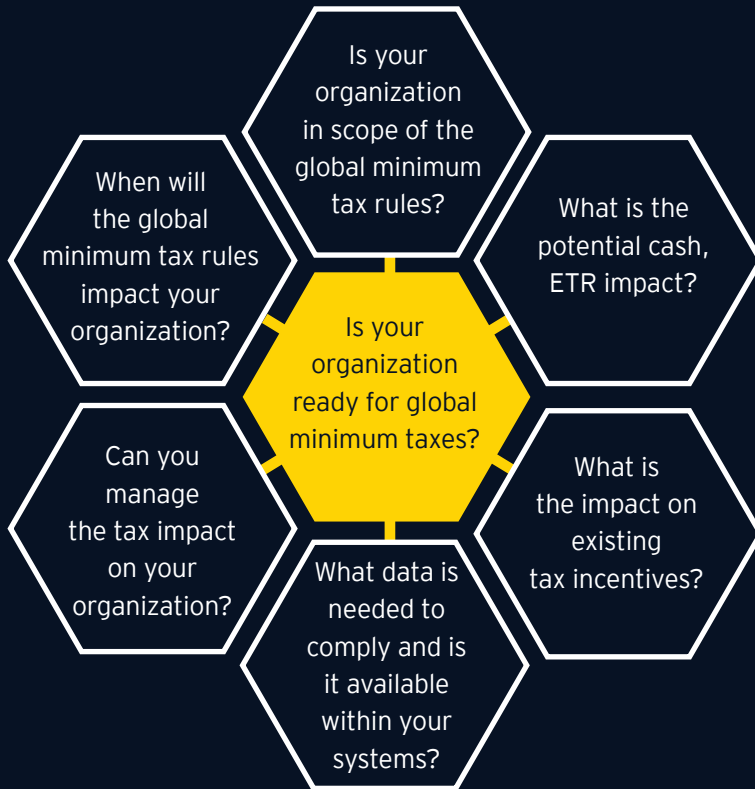 Is your
organization
in scope of the
global minimum
tax rules?
When will
the global
minimum tax rules
impact your
organization?
What is the
potential cash,
ETR impact?
Is your
organization
ready for global
minimum taxes?
Can you
manage
the tax impact
on your
organization?
What is
the impact on
existing
tax incentives?
What data is
needed to
comply and is
it available
within your
systems?